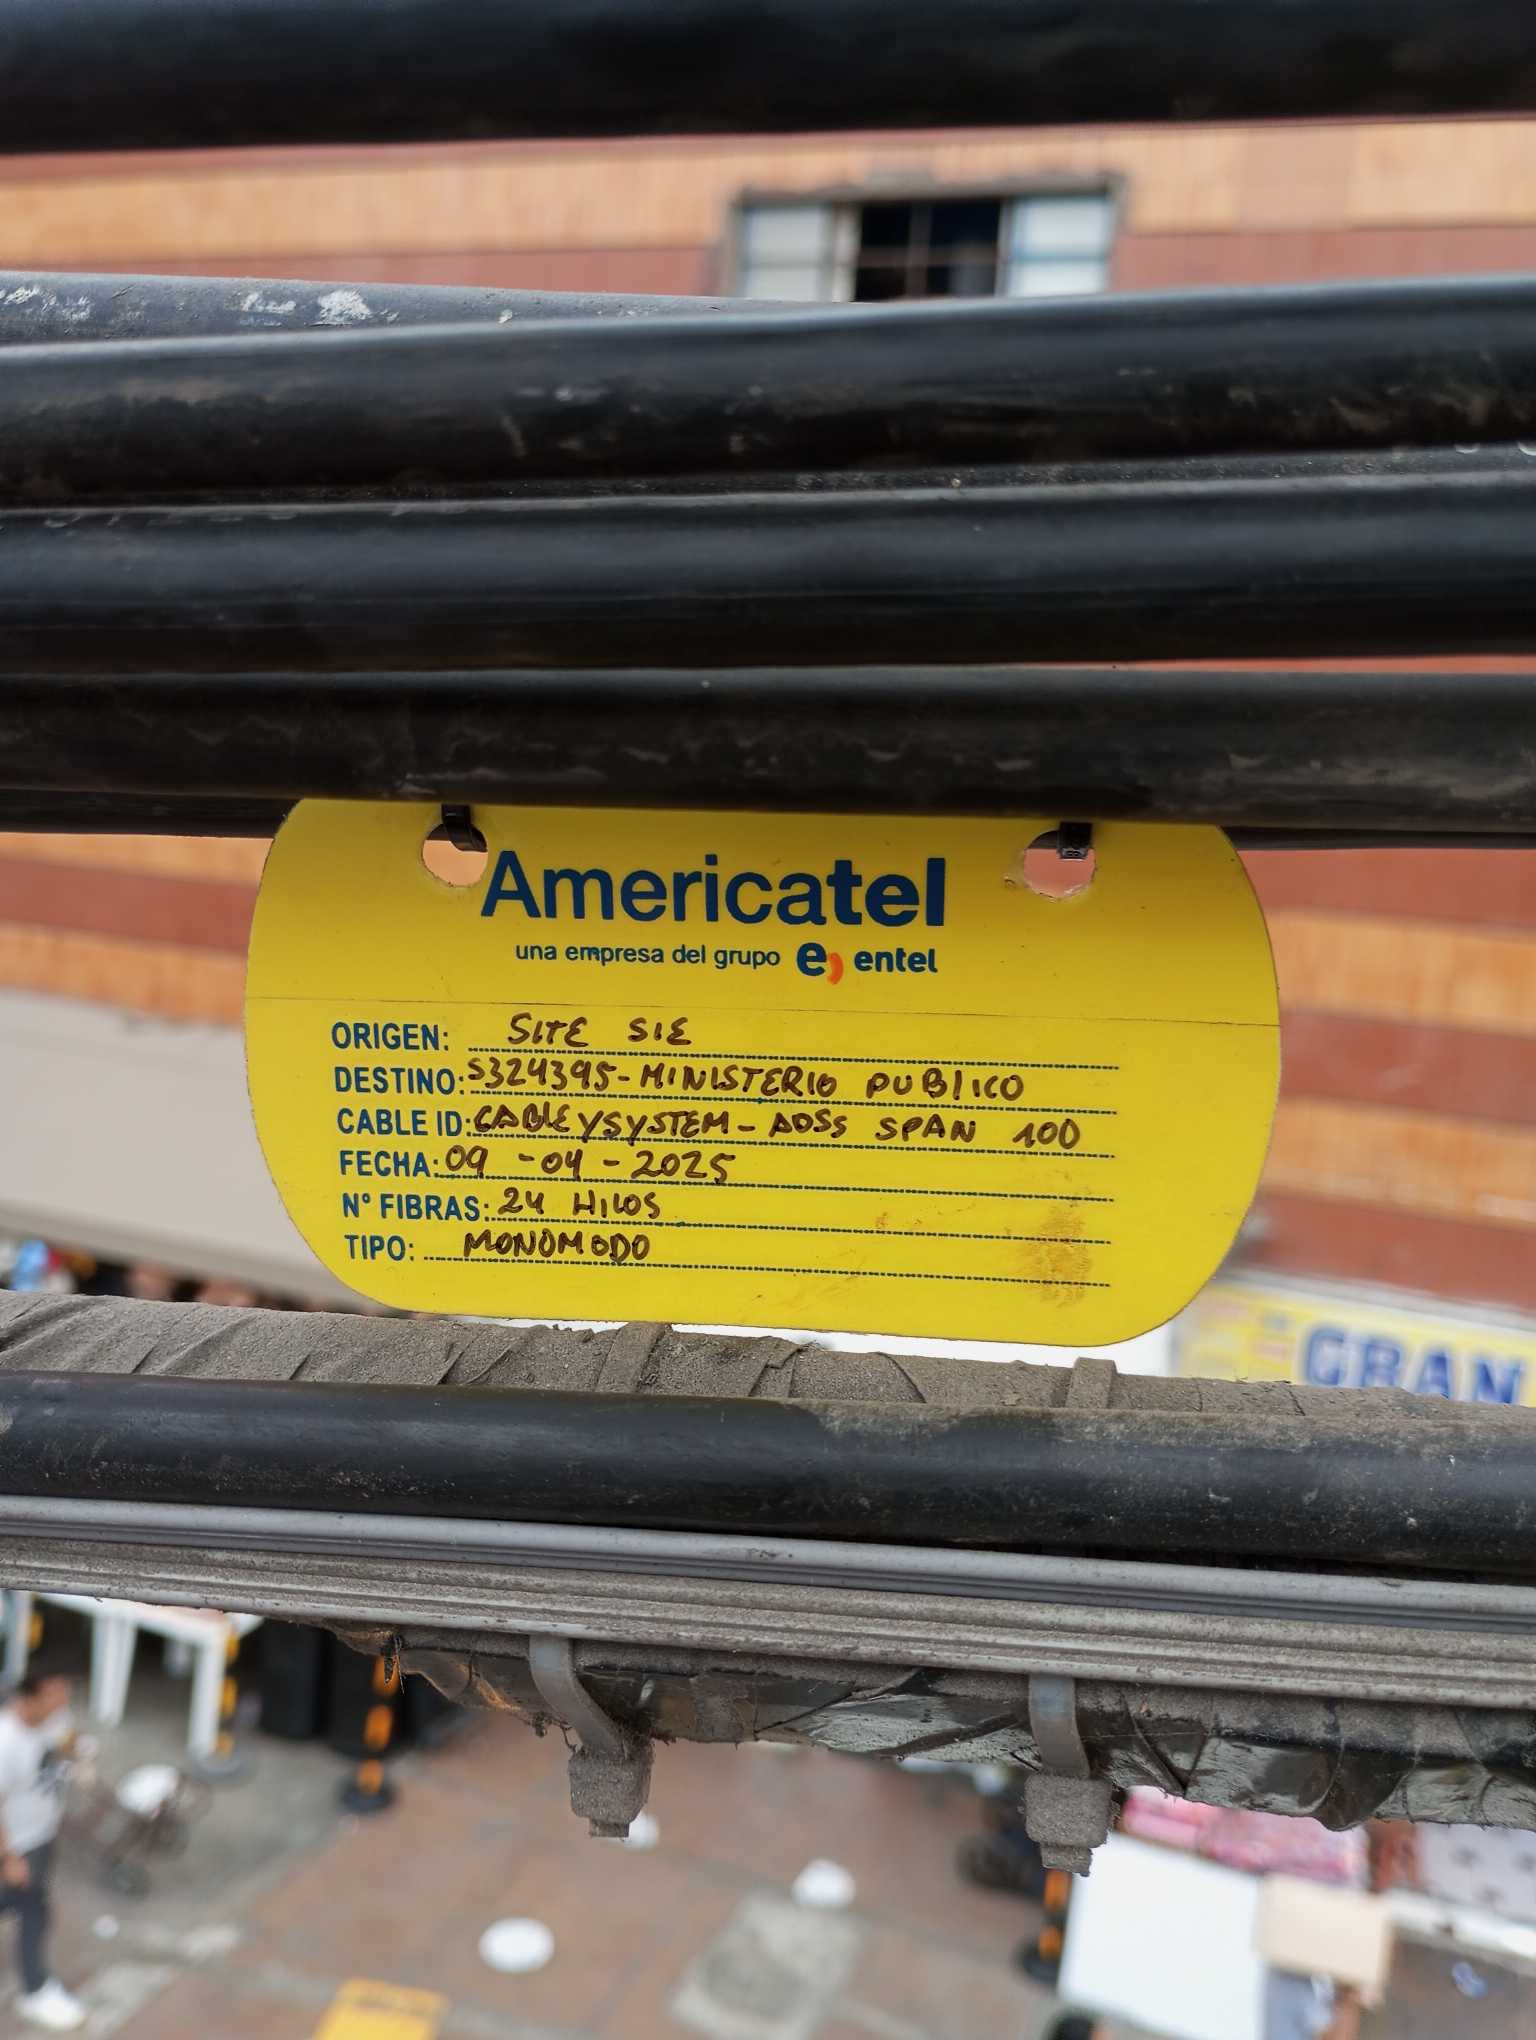 Americatel
una empresa del grupo e) entel
ORIGEN: SITE SIE
DESTINO: S324395-MINISTERIO PUBLICO
CABLE ID: CABLEYSYSTEM - ADSS SPAN 100
FECHA: 09 - 04 - 2025
N° FIBRAS: 24 HILOS
TIPO: MONOMODO
GRAN